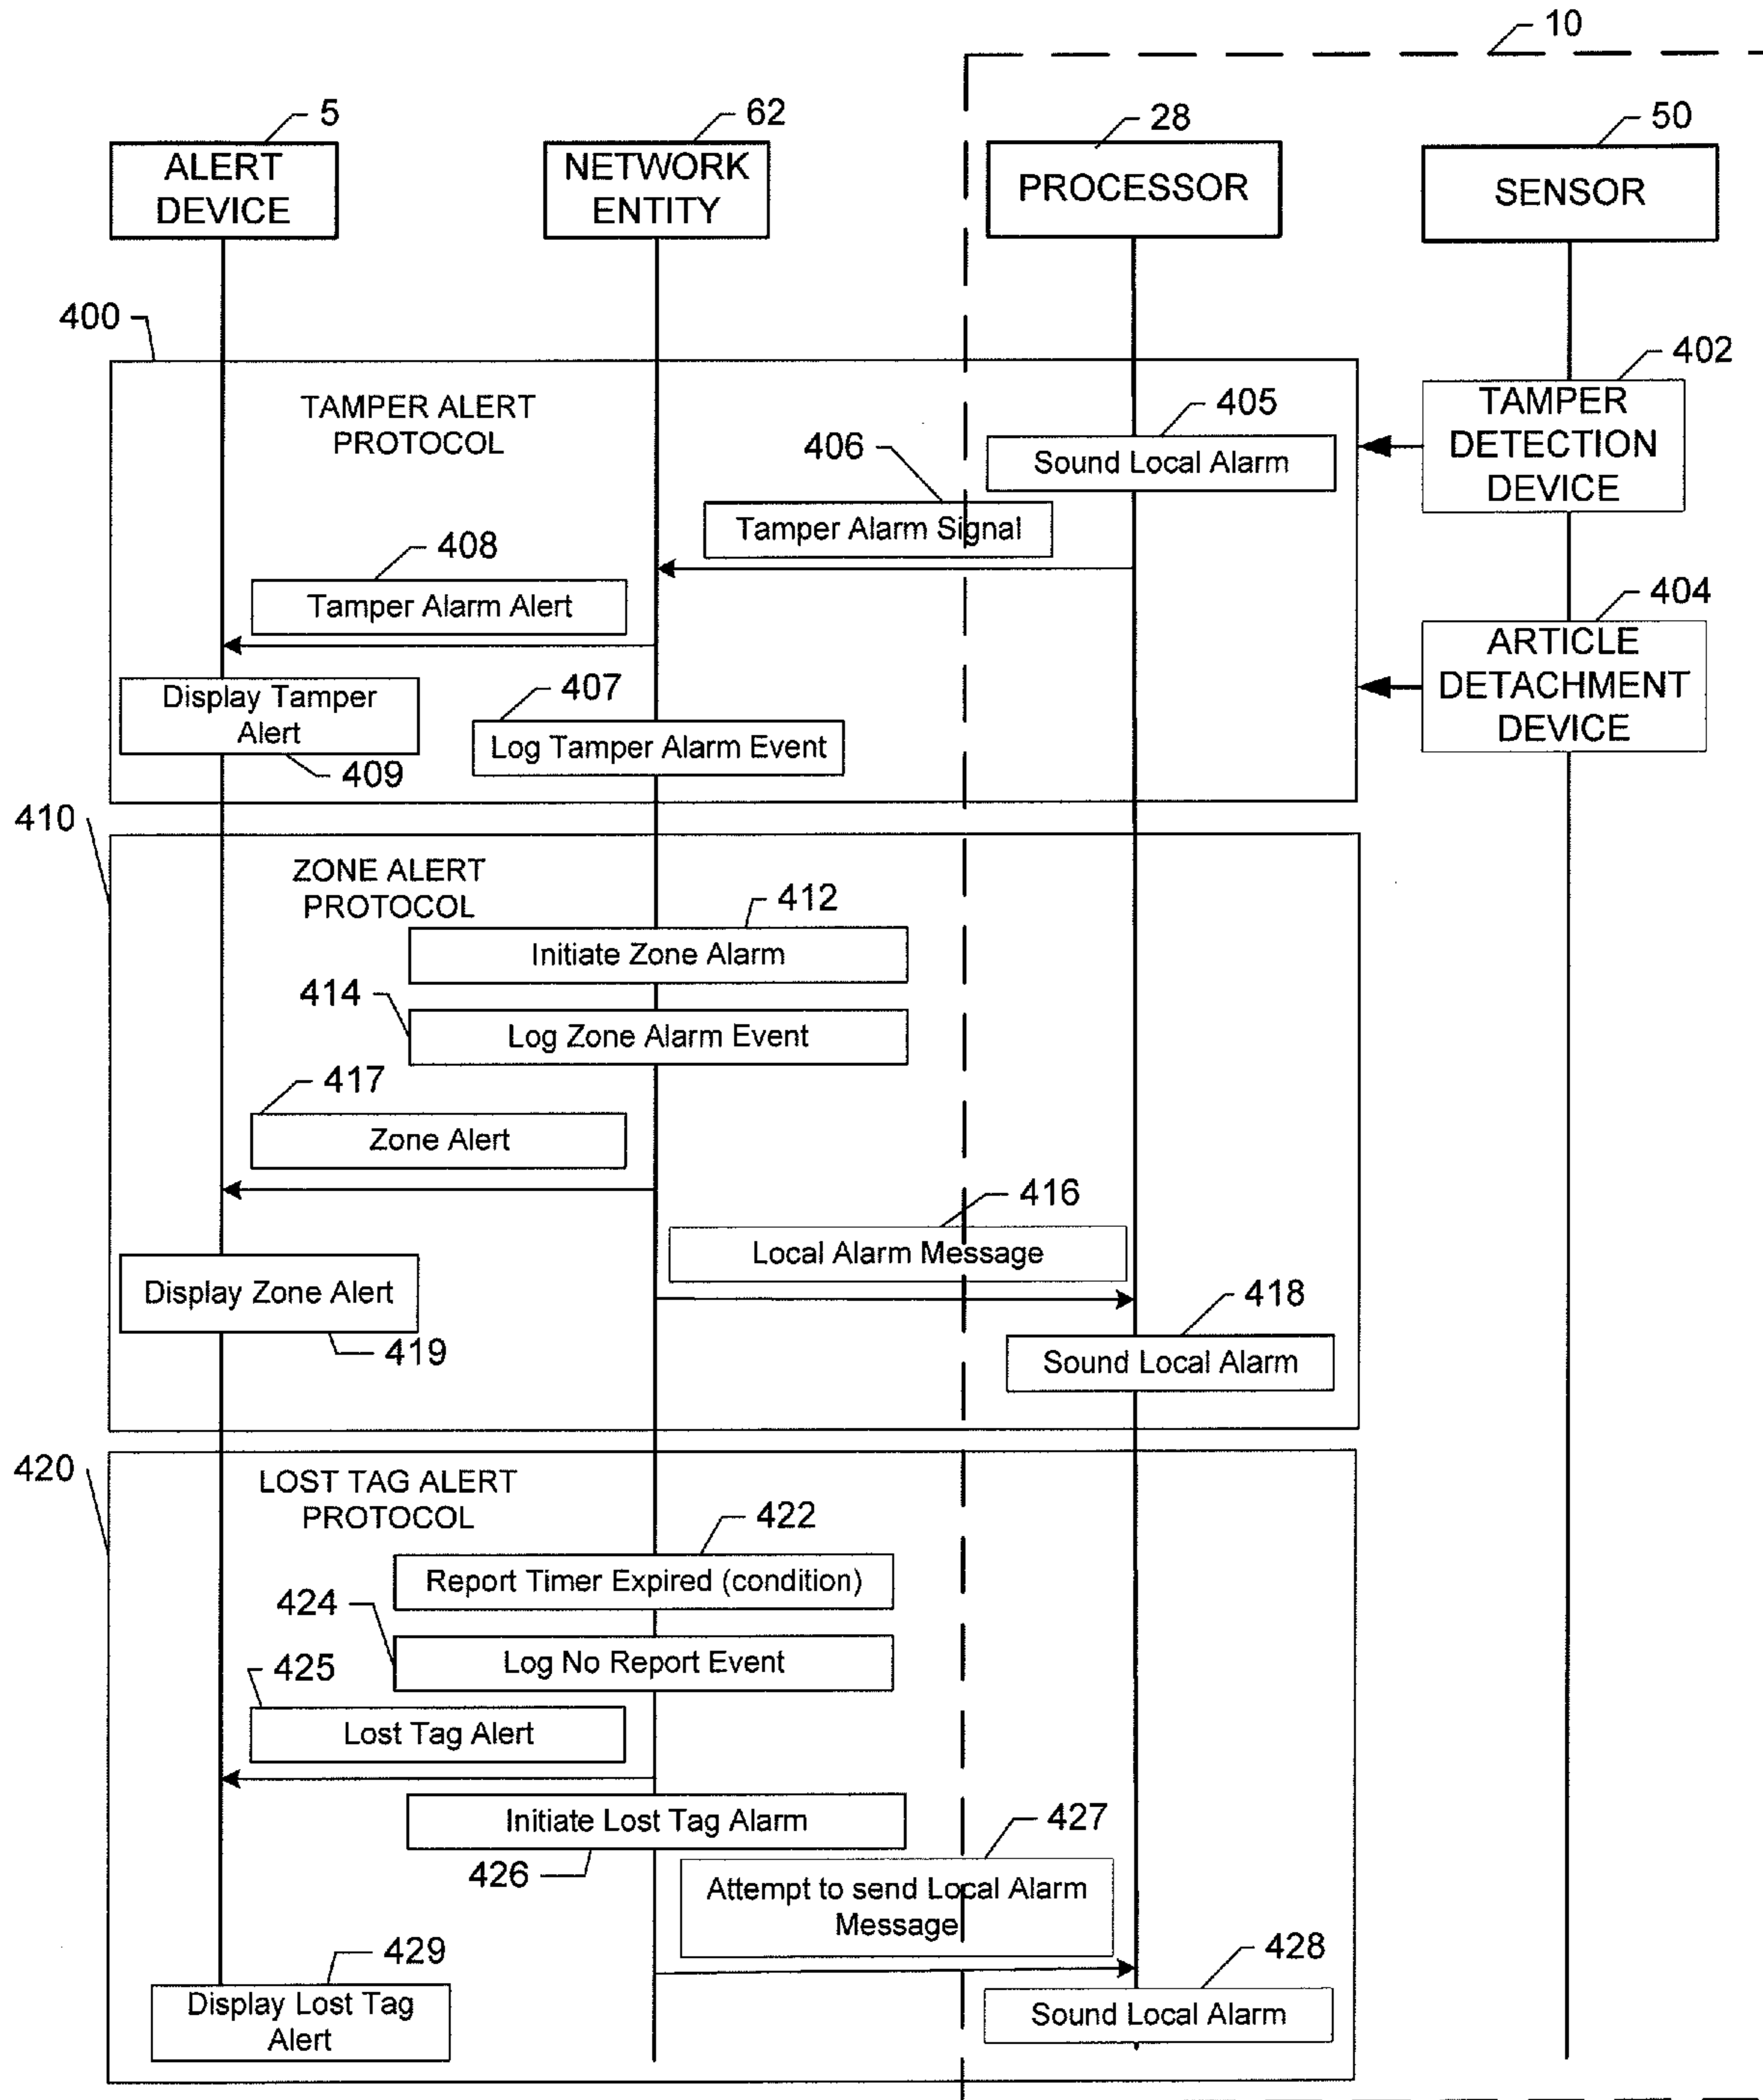 10
5
62
28
50
ALERT
DEVICE
NETWORK
ENTITY
PROCESSOR
SENSOR
400
402
TAMPER ALERT
PROTOCOL
405
TAMPER
DETECTION
DEVICE
406
Sound Local Alarm
Tamper Alarm Signal
408
Tamper Alarm Alert
404
ARTICLE
DETACHMENT
DEVICE
407
Display Tamper
Alert
Log Tamper Alarm Event
409
410
ZONE ALERT
PROTOCOL
412
Initiate Zone Alarm
414
Log Zone Alarm Event
417
Zone Alert
416
Local Alarm Message
Display Zone Alert
418
419
Sound Local Alarm
420
LOST TAG ALERT
PROTOCOL
422
Report Timer Expired (condition)
424
Log No Report Event
425
Lost Tag Alert
Initiate Lost Tag Alarm
427
426
Attempt to send Local Alarm
Message
429
428
Display Lost Tag
Alert
Sound Local Alarm